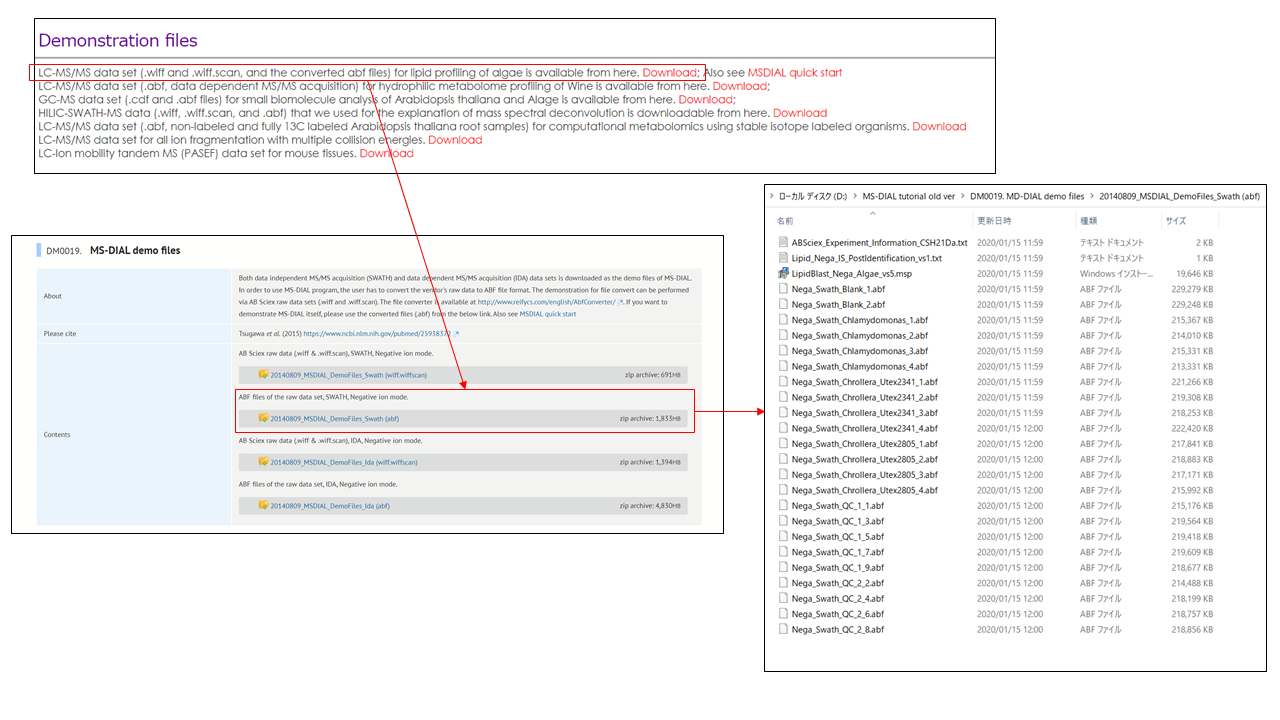 Demonstration files
LC-MS/MS data set (.wiff and .wiff.scan, and the converted abf files) for lipid profiling of algae is available from here. Download; Also see MSDIAL quick start
LC-MS/MS data set (.abf, data dependent MS/MS acquisition) for hydrophilic metabolome profiling of Wine is available from here. Download;
GC-MS data set (.cdf and .abf files) for small biomolecule analysis of Arabidopsis thaliana and Alage is available from here. Download;
HILIC-SWATH-MS data (.wiff, .wiff.scan, and .abf) that we used for the explanation of mass spectral deconvolution is downloadable from here. Download
LC-MS/MS data set (.abf, non-labeled and fully 13C labeled Arabidopsis thaliana root samples) for computational metabolomics using stable isotope labeled organisms. Download
LC-MS/MS data set for all ion fragmentation with multiple collision energies. Download
LC-Ion mobility tandem MS (PASEF) data set for mouse tissues. Download
DM0019. MS-DIAL demo files
About
Both data independent MS/MS acquisition (SWATH) and data dependent MS/MS acquisition (IDA) data sets is downloaded as the demo files of MS-DIAL.
In order to use MS-DIAL program, the user has to convert the vendor's raw data to ABF file format. The demonstration for file convert can be performed
via AB Sciex raw data sets (.wiff and .wiff.scan). The file converter is available at http://www.reifycs.com/english/AbfConverter/ . If you want to
demonstrate MS-DIAL itself, please use the converted files (.abf) from the below link. Also see MSDIAL quick start
Please cite
Tsugawa et al. (2015) https://www.ncbi.nlm.nih.gov/pubmed/25938372
Contents
AB Sciex raw data (.wiff & .wiff.scan), SWATH, Negative ion mode.
20140809_MSDIAL_DemoFiles_Swath (wiff.wiffscan) zip archive: 691MB
ABF files of the raw data set, SWATH, Negative ion mode.
20140809_MSDIAL_DemoFiles_Swath (abf) zip archive: 1,833MB
AB Sciex raw data (.wiff & .wiff.scan), IDA, Negative ion mode.
20140809_MSDIAL_DemoFiles_Ida (wiff.wiffscan) zip archive: 1,394MB
ABF files of the raw data set, IDA, Negative ion mode.
20140809_MSDIAL_DemoFiles_Ida (abf) zip archive: 4,830MB
› ローカル ディスク (D:) › MS-DIAL tutorial old ver › DM0019. MD-DIAL demo files › 20140809_MSDIAL_DemoFiles_Swath (abf)
名前 更新日時 種類 サイズ
ABSciex_Experiment_Information_CSH21Da.txt 2020/01/15 11:59 テキスト ドキュメント 2 KB
Lipid_Nega_IS_PostIdentification_vs1.txt 2020/01/15 11:59 テキスト ドキュメント 1 KB
LipidBlast_Nega_Algae_vs5.msp 2020/01/15 11:59 Windows インストー... 19,646 KB
Nega_Swath_Blank_1.abf 2020/01/15 11:59 ABF ファイル 229,279 KB
Nega_Swath_Blank_2.abf 2020/01/15 11:59 ABF ファイル 229,248 KB
Nega_Swath_Chlamydomonas_1.abf 2020/01/15 11:59 ABF ファイル 215,367 KB
Nega_Swath_Chlamydomonas_2.abf 2020/01/15 11:59 ABF ファイル 214,010 KB
Nega_Swath_Chlamydomonas_3.abf 2020/01/15 11:59 ABF ファイル 215,331 KB
Nega_Swath_Chlamydomonas_4.abf 2020/01/15 11:59 ABF ファイル 213,331 KB
Nega_Swath_Chrollera_Utex2341_1.abf 2020/01/15 11:59 ABF ファイル 221,266 KB
Nega_Swath_Chrollera_Utex2341_2.abf 2020/01/15 11:59 ABF ファイル 219,308 KB
Nega_Swath_Chrollera_Utex2341_3.abf 2020/01/15 11:59 ABF ファイル 218,253 KB
Nega_Swath_Chrollera_Utex2341_4.abf 2020/01/15 11:59 ABF ファイル 222,420 KB
Nega_Swath_Chrollera_Utex2805_1.abf 2020/01/15 12:00 ABF ファイル 217,841 KB
Nega_Swath_Chrollera_Utex2805_2.abf 2020/01/15 12:00 ABF ファイル 218,883 KB
Nega_Swath_Chrollera_Utex2805_3.abf 2020/01/15 12:00 ABF ファイル 217,171 KB
Nega_Swath_Chrollera_Utex2805_4.abf 2020/01/15 12:00 ABF ファイル 215,992 KB
Nega_Swath_QC_1_1.abf 2020/01/15 12:00 ABF ファイル 215,176 KB
Nega_Swath_QC_1_3.abf 2020/01/15 12:00 ABF ファイル 219,564 KB
Nega_Swath_QC_1_5.abf 2020/01/15 12:00 ABF ファイル 219,418 KB
Nega_Swath_QC_1_7.abf 2020/01/15 12:00 ABF ファイル 219,609 KB
Nega_Swath_QC_1_9.abf 2020/01/15 12:00 ABF ファイル 218,677 KB
Nega_Swath_QC_2_2.abf 2020/01/15 12:00 ABF ファイル 214,488 KB
Nega_Swath_QC_2_4.abf 2020/01/15 12:00 ABF ファイル 218,199 KB
Nega_Swath_QC_2_6.abf 2020/01/15 12:00 ABF ファイル 218,757 KB
Nega_Swath_QC_2_8.abf 2020/01/15 12:00 ABF ファイル 218,856 KB